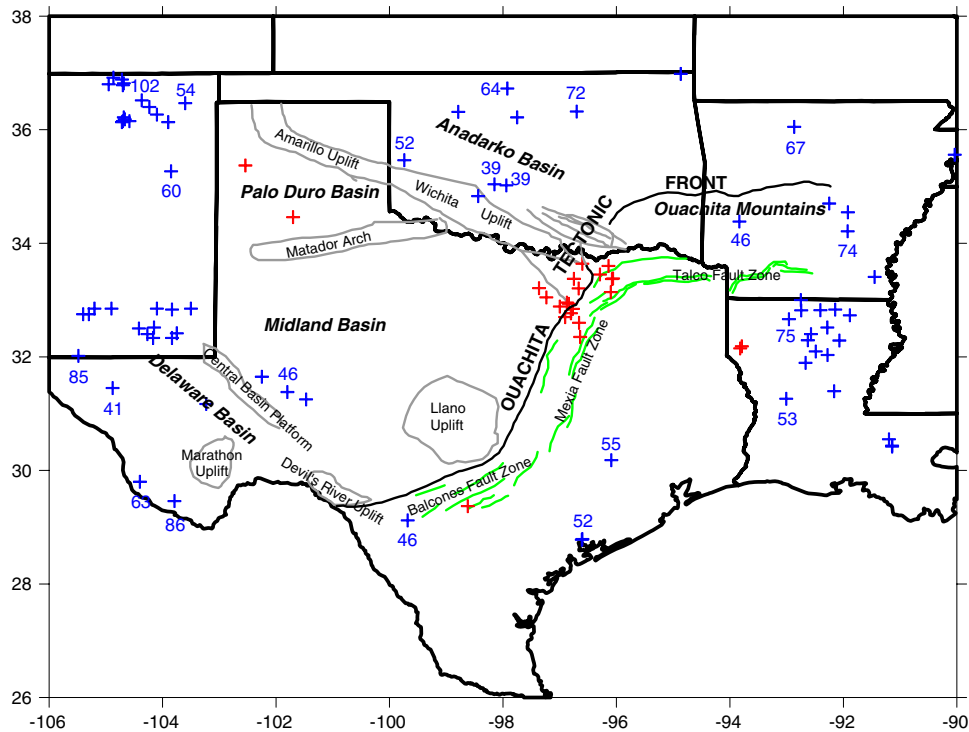 38
64
72
102
54
36
Anadarko Basin
67
Amarillo Uplift
52
39
39
60
FRONT
Palo Duro Basin
Wichita
Uplift
Ouachita Mountains
46
74
34
Matador Arch
TECTONIC
Talco Fault Zone
Midland Basin
75
32
85
41
Delaware Basin
Central Basin Platform
46
OUACHITA
Mexia Fault Zone
53
Llano
Uplift
55
Marathon
Uplift
30
63
86
Devil's River Uplift
Balcones Fault Zone
46
52
28
26
-106
-104
-102
-100
-98
-96
-94
-92
-90